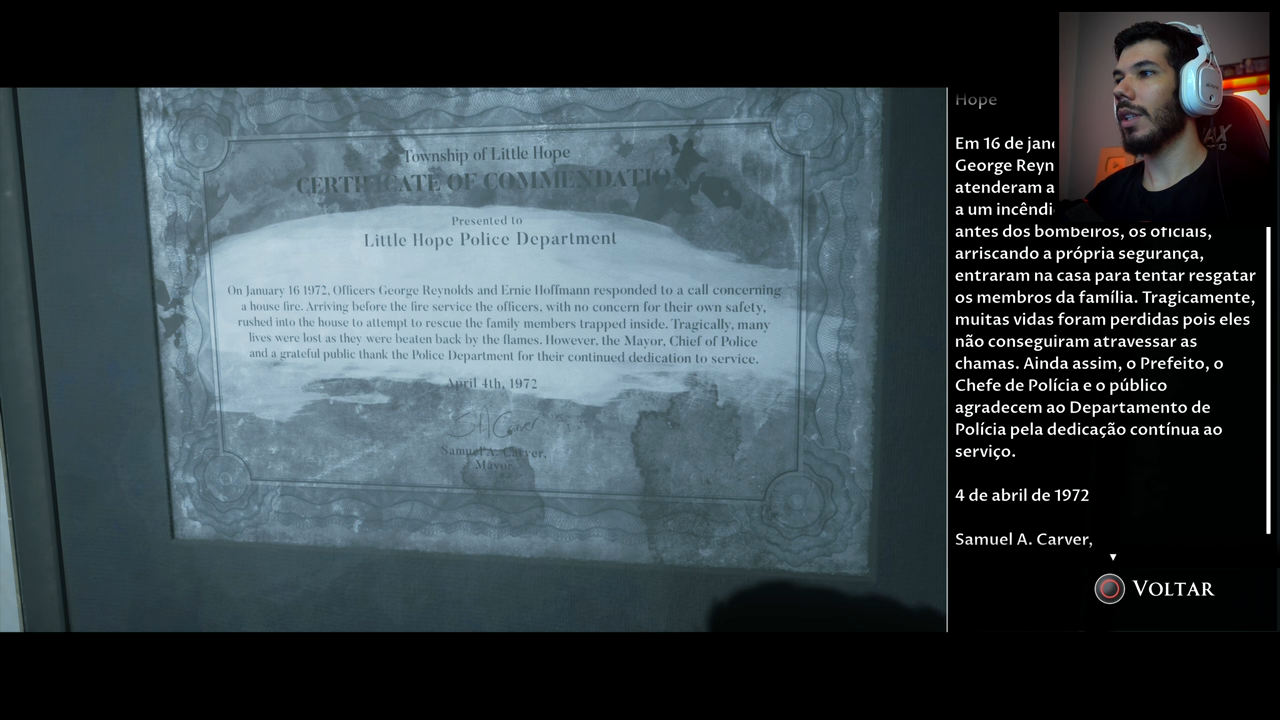 Township of Little Hope
CERTIFICATE OF COMMENDATION
Presented to
Little Hope Police Department
On January 16 1972, Officers George Reynolds and Ernie Hoffmann responded to a call concerning
a house fire. Arriving before the fire service the officers, with no concern for their own safety,
rushed into the house to attempt to rescue the family members trapped inside. Tragically, many
lives were lost as they were beaten back by the flames. However, the Mayor, Chief of Police
and a grateful public thank the Police Department for their continued dedication to service.
April 4th, 1972
Samuel A. Carver,
Mayor
Hope
Em 16 de
George
atenderam a
a um
antes dos bombeiros, os oficiais,
arriscando a própria segurança,
entraram na casa para tentar resgatar
os membros da família. Tragicamente,
muitas vidas foram perdidas pois eles
não conseguiram atravessar as
chamas. Ainda assim, o Prefeito, o
Chefe de Polícia e o público
agradecem ao Departamento de
Polícia pela dedicação contínua ao
serviço.
4 de abril de 1972
Samuel A. Carver,
VOLTAR